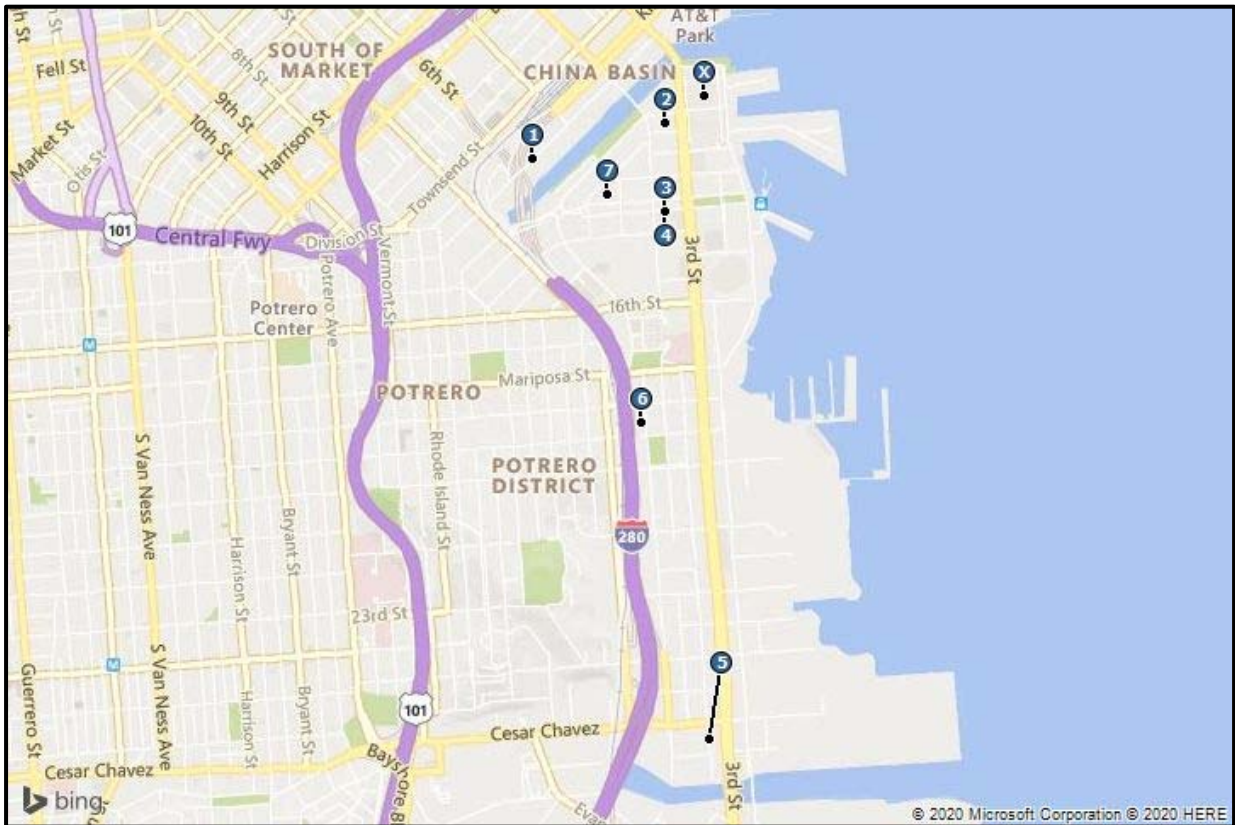 AT&T
Park
SOUTH OF
MARKET
Fell St
8th St
6th St
CHINA BASIN
X
2
9th St
10th St
Market St
Harrison St
1
Otis St
Townsend St
7
3
4
101
Central Fwy
Division St
Vermont St
Potrero Ave
3rd St
Potrero
Center
16th St
M
Mariposa St
POTRERO
6
Rhode Island St
S Van Ness Ave
POTRERO
DISTRICT
Bryant St
Harrison St
280
23rd St
M
5
S Van Ness Ave
Guerrero St
Harrison St
Bryant St
101
Cesar Chavez
Cesar Chavez
3rd St
bing
© 2020 Microsoft Corporation © 2020 HERE